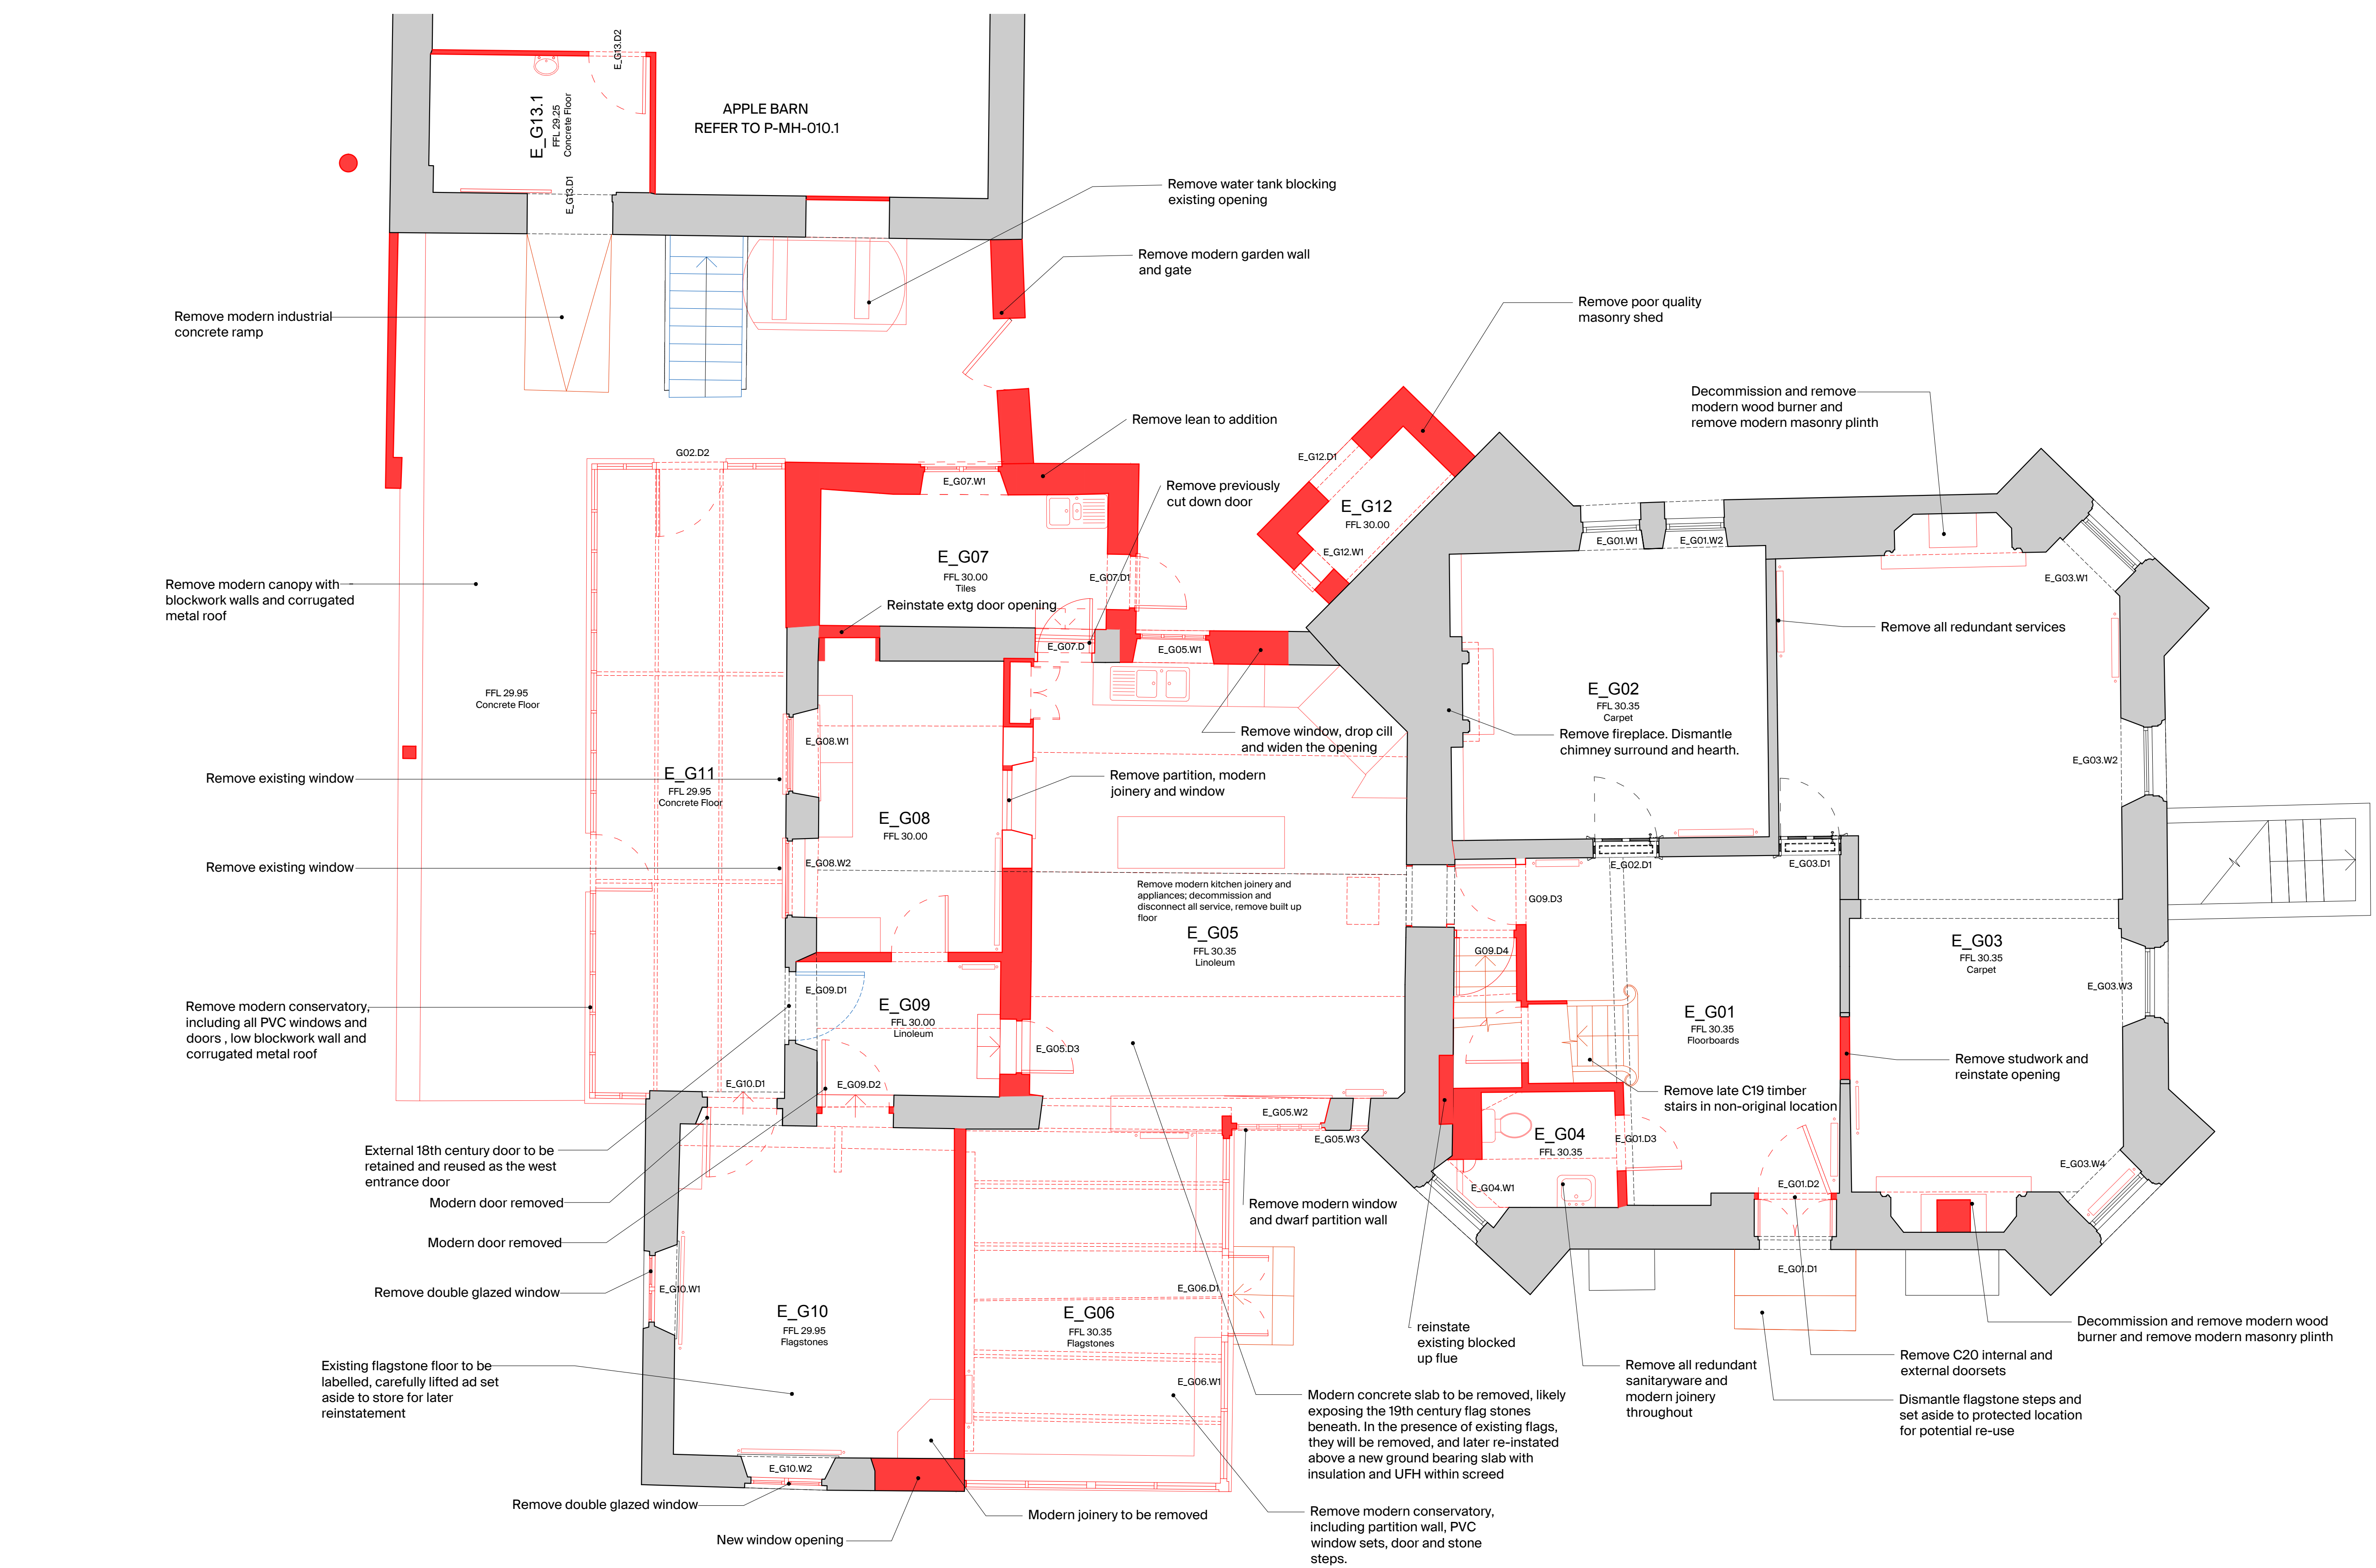 E_G13.D2
E_G13.1
FFL 29.25
Concrete Floor
E_G13.D1
APPLE BARN
REFER TO P-MH-010.1
Remove water tank blocking
existing opening
Remove modern garden wall
and gate
Remove modern industrial
concrete ramp
Remove poor quality
masonry shed
Decommission and remove
modern wood burner and
remove modern masonry plinth
Remove lean to addition
G02.D2
E_G07.W1
Remove previously
cut down door
E_G12.D1
E_G12
FFL 30.00
E_G12.W1
E_G01.W1
E_G01.W2
E_G03.W1
E_G07
FFL 30.00
Tiles
E_G07.D1
Reinstate extg door opening
Remove modern canopy with
blockwork walls and corrugated
metal roof
E_G07.D
E_G05.W1
Remove all redundant services
FFL 29.95
Concrete Floor
E_G02
FFL 30.35
Carpet
Remove fireplace. Dismantle
chimney surround and hearth.
Remove window, drop cill
and widen the opening
E_G08.W1
E_G03.W2
Remove existing window
E_G11
FFL 29.95
Concrete Floor
Remove partition, modern
joinery and window
E_G08
FFL 30.00
Remove existing window
E_G08.W2
E_G02.D1
E_G03.D1
Remove modern kitchen joinery and
appliances; decommission and
disconnect all service, remove built up
floor
G09.D3
E_G05
FFL 30.35
Linoleum
G09.D4
E_G03
FFL 30.35
Carpet
E_G03.W3
E_G09.D1
E_G09
FFL 30.00
Linoleum
Remove modern conservatory,
including all PVC windows and
doors , low blockwork wall and
corrugated metal roof
E_G01
FFL 30.35
Floorboards
E_G05.D3
Remove studwork and
reinstate opening
E_G10.D1
E_G09.D2
Remove late C19 timber
stairs in non-original location
E_G05.W2
E_G05.W3
E_G04
FFL 30.35
E_G01.D3
External 18th century door to be
retained and reused as the west
entrance door
E_G03.W4
E_G04.W1
E_G01.D2
Modern door removed
Remove modern window
and dwarf partition wall
Modern door removed
E_G01.D1
Remove double glazed window
E_G10.W1
E_G06.D1
E_G10
FFL 29.95
Flagstones
E_G06
FFL 30.35
Flagstones
reinstate
existing blocked
up flue
Decommission and remove modern wood
burner and remove modern masonry plinth
Remove C20 internal and
external doorsets
Existing flagstone floor to be
labelled, carefully lifted ad set
aside to store for later
reinstatement
E_G06.W1
Remove all redundant
sanitaryware and
modern joinery
throughout
Modern concrete slab to be removed, likely
exposing the 19th century flag stones
beneath. In the presence of existing flags,
they will be removed, and later re-instated
above a new ground bearing slab with
insulation and UFH within screed
Dismantle flagstone steps and
set aside to protected location
for potential re-use
E_G10.W2
Remove double glazed window
Modern joinery to be removed
Remove modern conservatory,
including partition wall, PVC
window sets, door and stone
steps.
New window opening